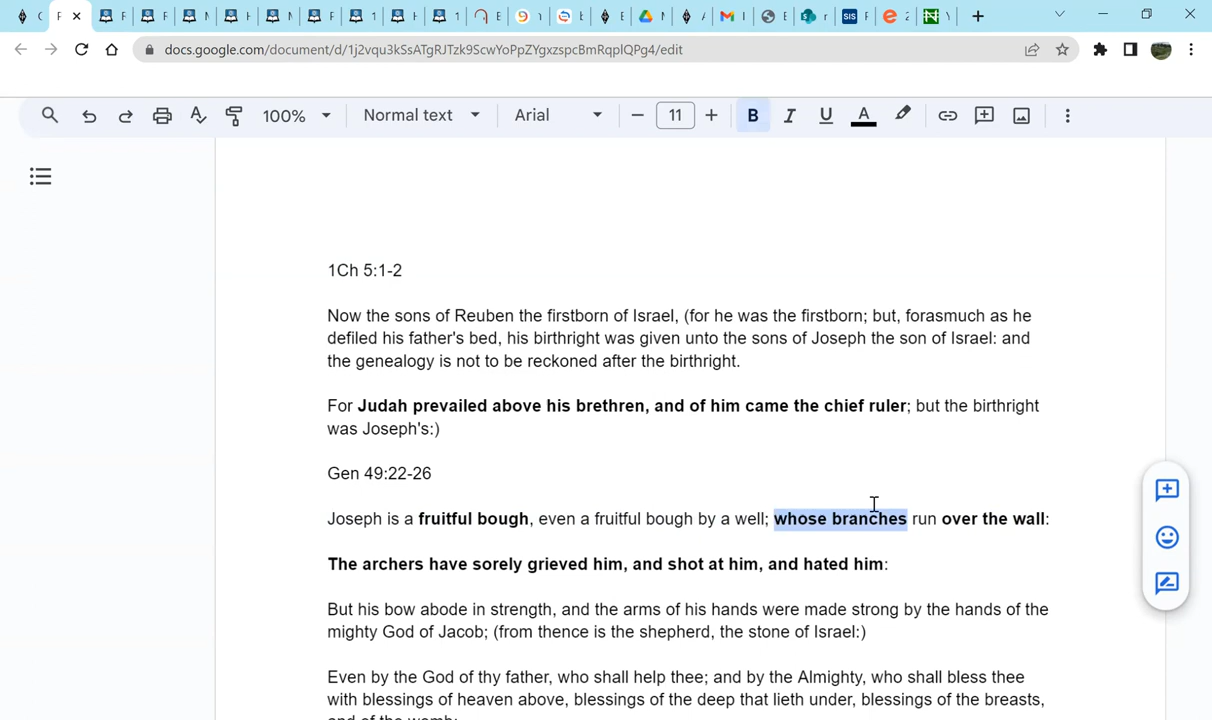 docs.google.com/document/d/1j2vqu3kSsATgRJTzk9ScwYoPpZYgxzspcBmRqplQPg4/edit
100% Normal text Arial 11 B I U A
1Ch 5:1-2
Now the sons of Reuben the firstborn of Israel, (for he was the firstborn; but, forasmuch as he
defiled his father's bed, his birthright was given unto the sons of Joseph the son of Israel: and
the genealogy is not to be reckoned after the birthright.
For Judah prevailed above his brethren, and of him came the chief ruler; but the birthright
was Joseph's:)
Gen 49:22-26
Joseph is a fruitful bough, even a fruitful bough by a well; whose branches run over the wall:
The archers have sorely grieved him, and shot at him, and hated him:
But his bow abode in strength, and the arms of his hands were made strong by the hands of the
mighty God of Jacob; (from thence is the shepherd, the stone of Israel:)
Even by the God of thy father, who shall help thee; and by the Almighty, who shall bless thee
with blessings of heaven above, blessings of the deep that lieth under, blessings of the breasts,
and of the womb: